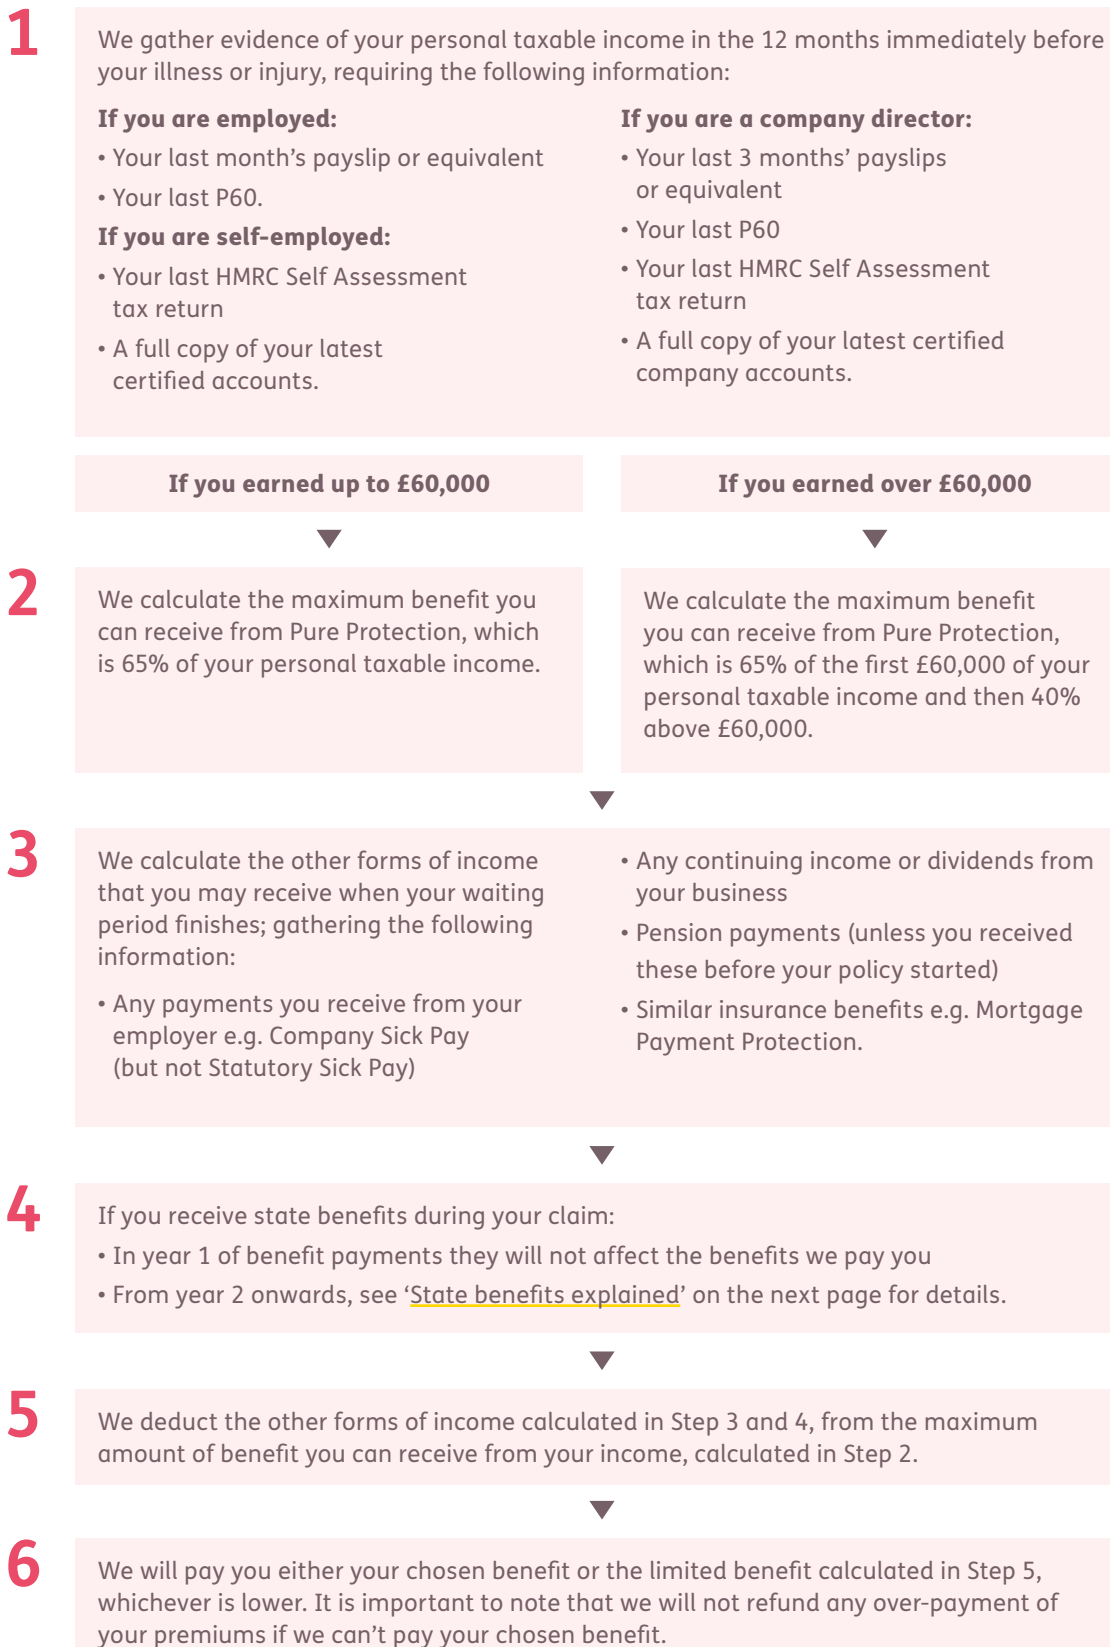 1
We gather evidence of your personal taxable income in the 12 months immediately before
your illness or injury, requiring the following information:
If you are employed:
• Your last month's payslip or equivalent
• Your last P60.
If you are self-employed:
• Your last HMRC Self Assessment
tax return
• A full copy of your latest
certified accounts.
If you are a company director:
• Your last 3 months' payslips
or equivalent
• Your last P60
• Your last HMRC Self Assessment
tax return
• A full copy of your latest certified
company accounts.
If you earned up to £60,000
If you earned over £60,000
2
We calculate the maximum benefit you
can receive from Pure Protection, which
is 65% of your personal taxable income.
We calculate the maximum benefit
you can receive from Pure Protection,
which is 65% of the first £60,000 of your
personal taxable income and then 40%
above £60,000.
3
We calculate the other forms of income
that you may receive when your waiting
period finishes; gathering the following
information:
• Any payments you receive from your
employer e.g. Company Sick Pay
(but not Statutory Sick Pay)
• Any continuing income or dividends from
your business
• Pension payments (unless you received
these before your policy started)
• Similar insurance benefits e.g. Mortgage
Payment Protection.
4
If you receive state benefits during your claim:
• In year 1 of benefit payments they will not affect the benefits we pay you
• From year 2 onwards, see 'State benefits explained' on the next page for details.
5
We deduct the other forms of income calculated in Step 3 and 4, from the maximum
amount of benefit you can receive from your income, calculated in Step 2.
6
We will pay you either your chosen benefit or the limited benefit calculated in Step 5,
whichever is lower. It is important to note that we will not refund any over-payment of
your premiums if we can't pay your chosen benefit.